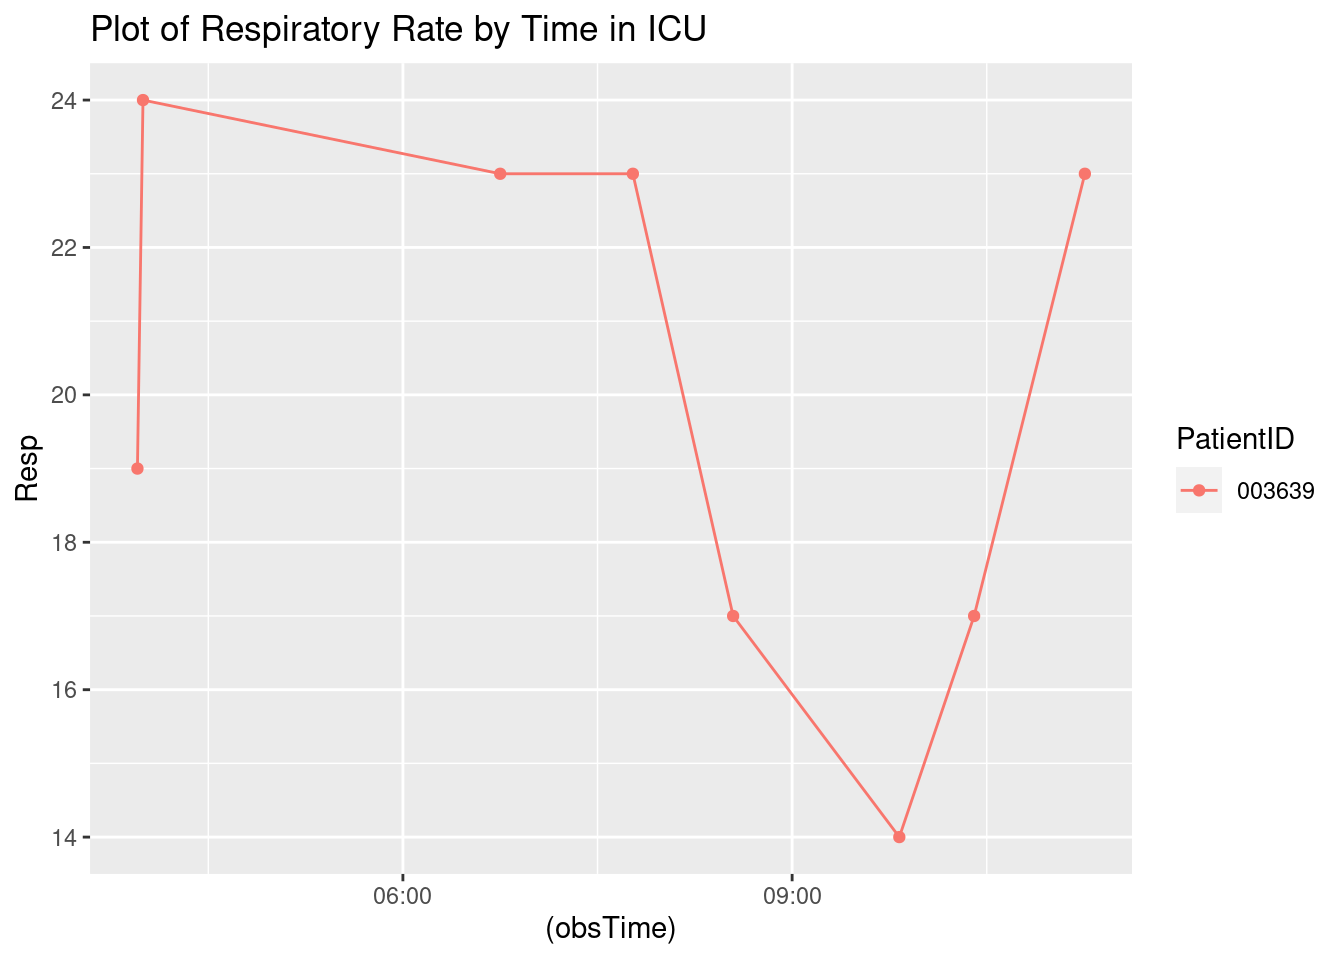 Plot of Respiratory Rate by Time in ICU
24
22
20
18
16
14
Resp
06:00
09:00
(obsTime)
PatientID
003639